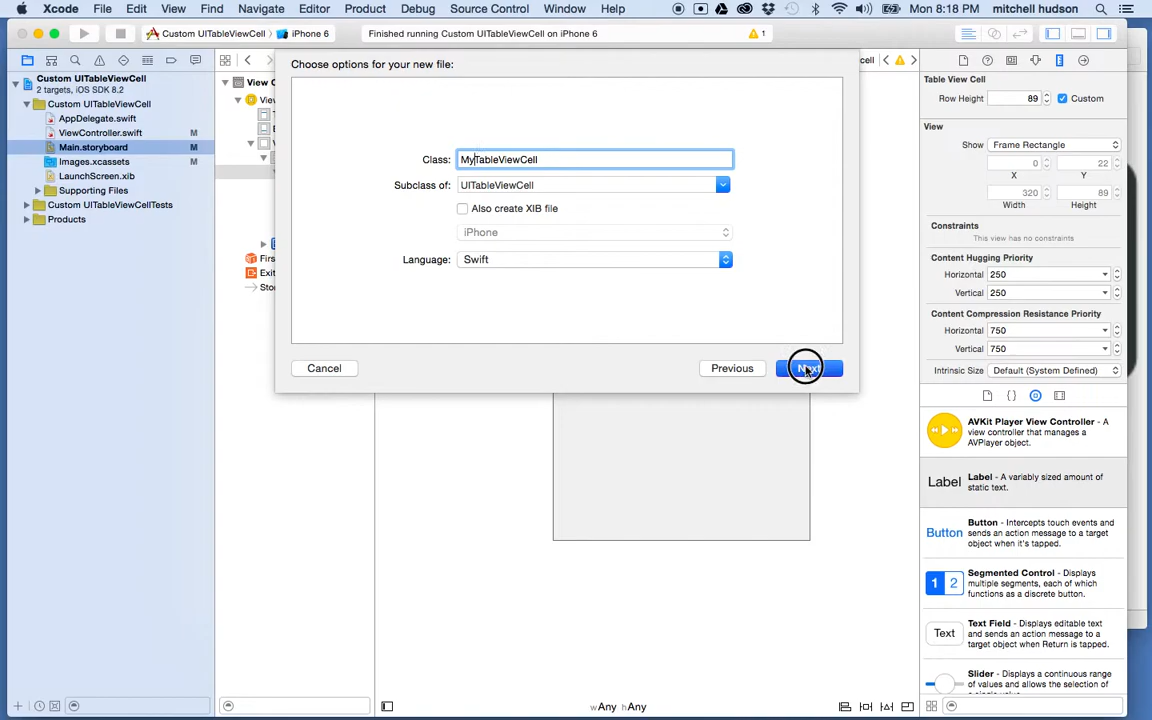 Xcode File Edit View Find Navigate Editor Product Debug Source Control Window Help Mon 8:18 PM mitchell hudson
Custom UITableViewCell iPhone 6 Finished running Custom UITableViewCell on iPhone 6 1
Choose options for your new file:
Class: MyTableViewCell
Subclass of: UITableViewCell
Also create XIB file
iPhone
Language: Swift
Cancel Previous Next
Custom UITableViewCell
2 targets, iOS SDK 8.2
Custom UITableViewCell
AppDelegate.swift
ViewController.swift M
Main.storyboard M
Images.xcassets M
LaunchScreen.xib
Supporting Files
Custom UITableViewCellTests
Products
View C
View
First
Exit
Sto
wAny hAny
Table View Cell
Row Height 89 Custom
View
Show Frame Rectangle
0 22
X Y
320 89
Width Height
Constraints
This view has no constraints
Content Hugging Priority
Horizontal 250
Vertical 250
Content Compression Resistance Priority
Horizontal 750
Vertical 750
Intrinsic Size Default (System Defined)
AVKit Player View Controller - A
view controller that manages a
AVPlayer object.
Label Label - A variably sized amount of
static text.
Button Button - Intercepts touch events and
sends an action message to a
target object when it's tapped.
1 2 Segmented Control - Displays
multiple segments, each of which
functions as a discrete button.
Text Text Field - Displays editable text
and sends an action message to a
target object when Return is tapped.
Slider - Displays a continuous range
of values and allows the selection of